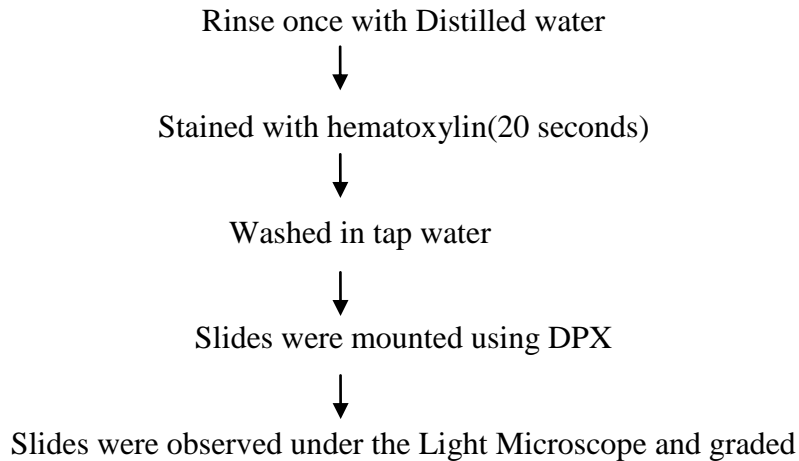 Rinse once with Distilled water
Stained with hematoxylin(20 seconds)
Washed in tap water
Slides were mounted using DPX
Slides were observed under the Light Microscope and graded